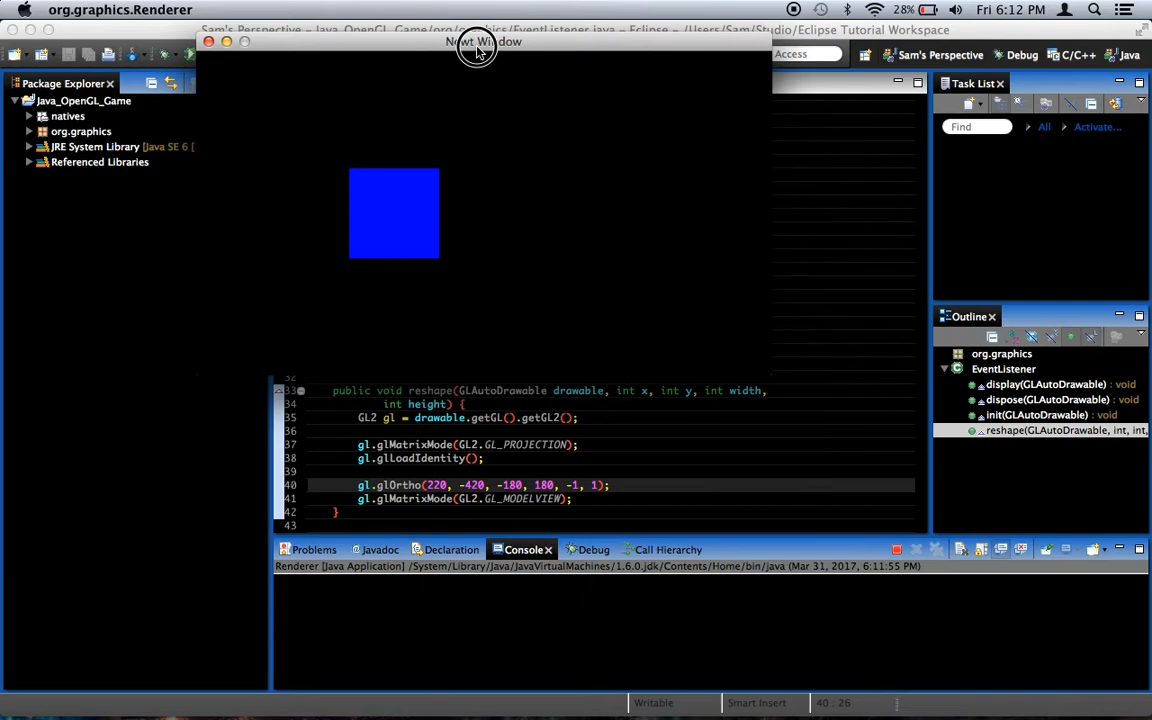 org.graphics.Renderer
28%
Fri 6:12 PM
Sam's Perspective – Java_OpenGL_Game/org/graphics/EventListener.java – Eclipse – /Users/Sam/Studio/Eclipse Tutorial Workspace
Newt Window
Access
Sam's Perspective
Debug
C/C++
Java
Package Explorer
Task List
Java_OpenGL_Game
natives
org.graphics
JRE System Library [Java SE 6 [
Referenced Libraries
Find
All
Activate...
Outline
org.graphics
EventListener
display(GLAutoDrawable) : void
dispose(GLAutoDrawable) : void
init(GLAutoDrawable) : void
reshape(GLAutoDrawable, int, int,
32
33 public void reshape(GLAutoDrawable drawable, int x, int y, int width,
34 int height) {
35 GL2 gl = drawable.getGL().getGL2();
36
37 gl.glMatrixMode(GL2.GL_PROJECTION);
38 gl.glLoadIdentity();
39
40 gl.glOrtho(220, -420, -180, 180, -1, 1);
41 gl.glMatrixMode(GL2.GL_MODELVIEW);
42 }
43
Problems
Javadoc
Declaration
Console
Debug
Call Hierarchy
Renderer [Java Application] /System/Library/Java/JavaVirtualMachines/1.6.0.jdk/Contents/Home/bin/java (Mar 31, 2017, 6:11:55 PM)
Writable
Smart Insert
40 : 26